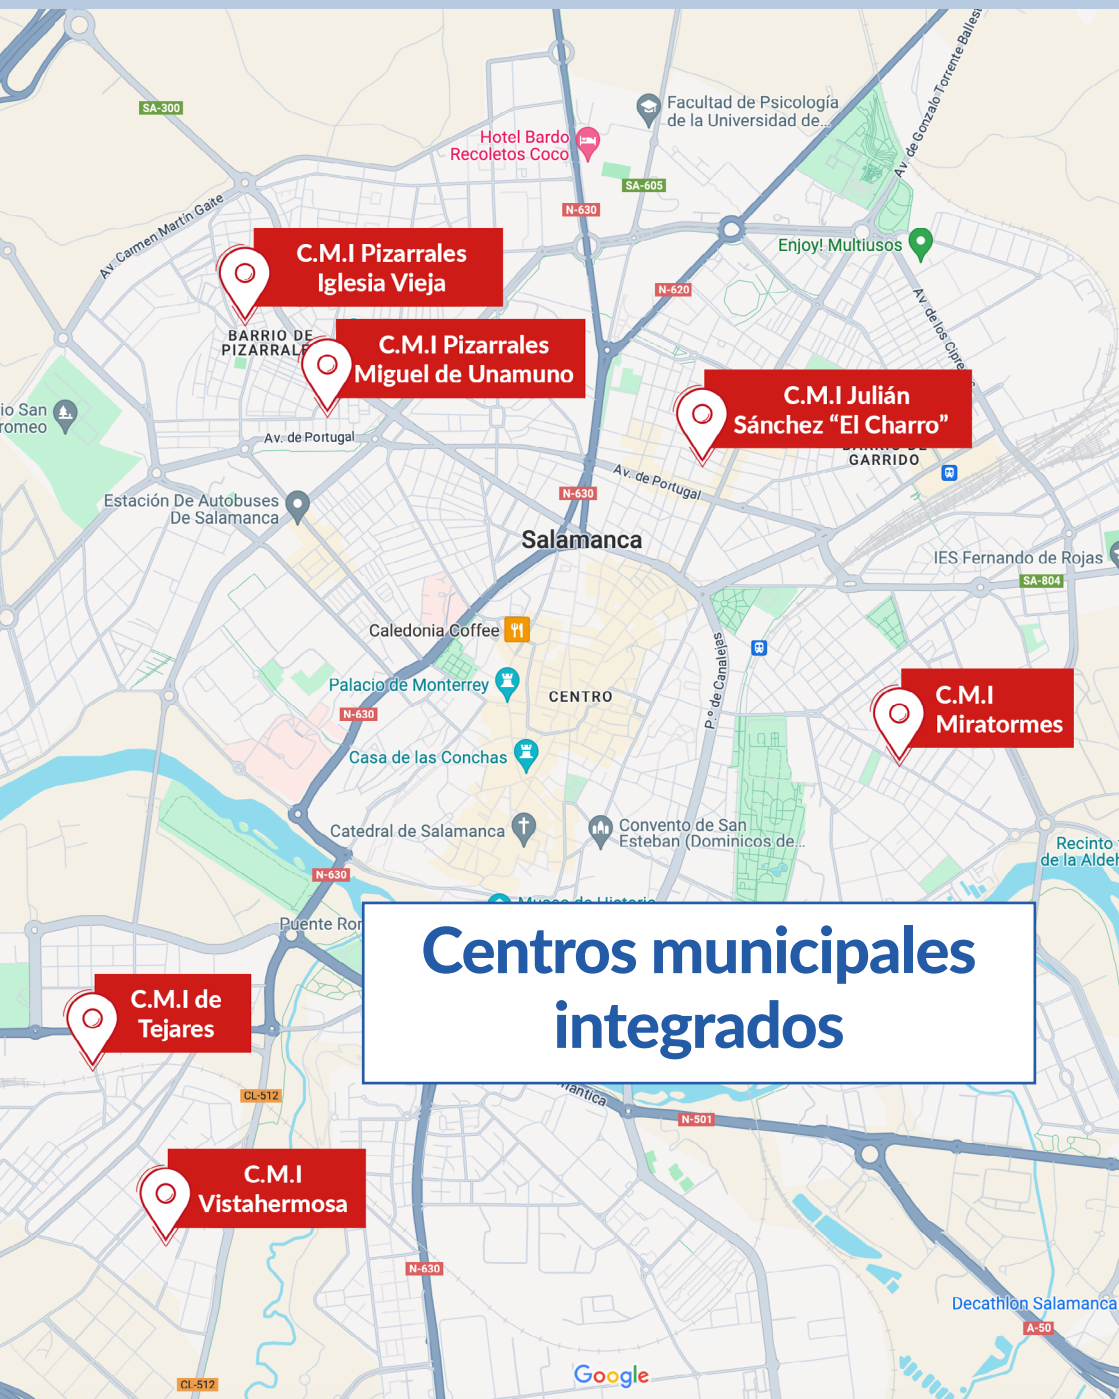 SA-300
Facultad de Psicología
de la Universidad de...
Av. de Gonzalo Torrente
Hotel Bardo
Recoletos Coco
SA-605
N-630
Av. Carmen Martín Gaite
Enjoy! Multiusos
C.M.I Pizarrales
Iglesia Vieja
N-620
Av. de los
BARRIO DE
C.M.I Pizarrales
Miguel de Unamuno
C.M.I Julián
Sánchez “El Charro”
GARRIDO
San
Av. de Portugal
Av. de Portugal
Estación De Autobuses
De Salamanca
N-630
Salamanca
IES Fernando de Rojas
SA-804
Caledonia Coffee
P.º de Canalejas
Palacio de Monterrey
CENTRO
N-630
C.M.I
Miratormes
Casa de las Conchas
Catedral de Salamanca
Convento de San
Esteban (Dominicos de...
Recinto
de la
N-630
Puente
Centros municipales
integrados
C.M.I de
Tejares
CL-512
N-501
C.M.I
Vistahermosa
N-630
Decathlon Salamanca
A-50
CL-512
Google